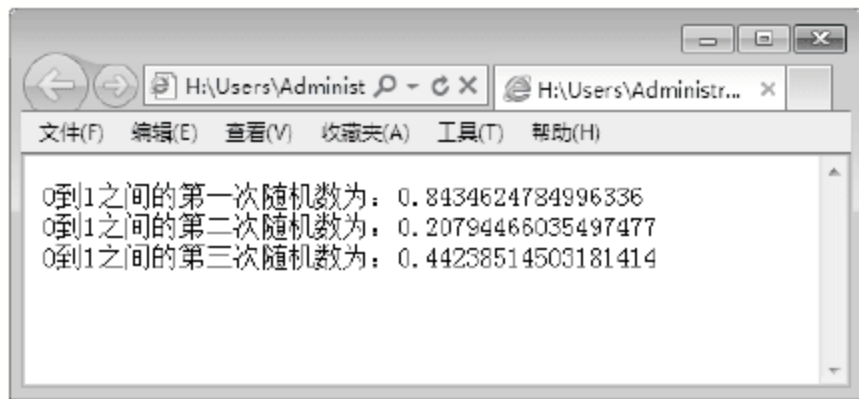 H:\Users\Administ
H:\Users\Administr...
文件(F) 编辑(E) 查看(V) 收藏夹(A) 工具(T) 帮助(H)
0到1之间的第一次随机数为：0.8434624784996336
0到1之间的第二次随机数为：0.20794466035497477
0到1之间的第三次随机数为：0.44238514503181414